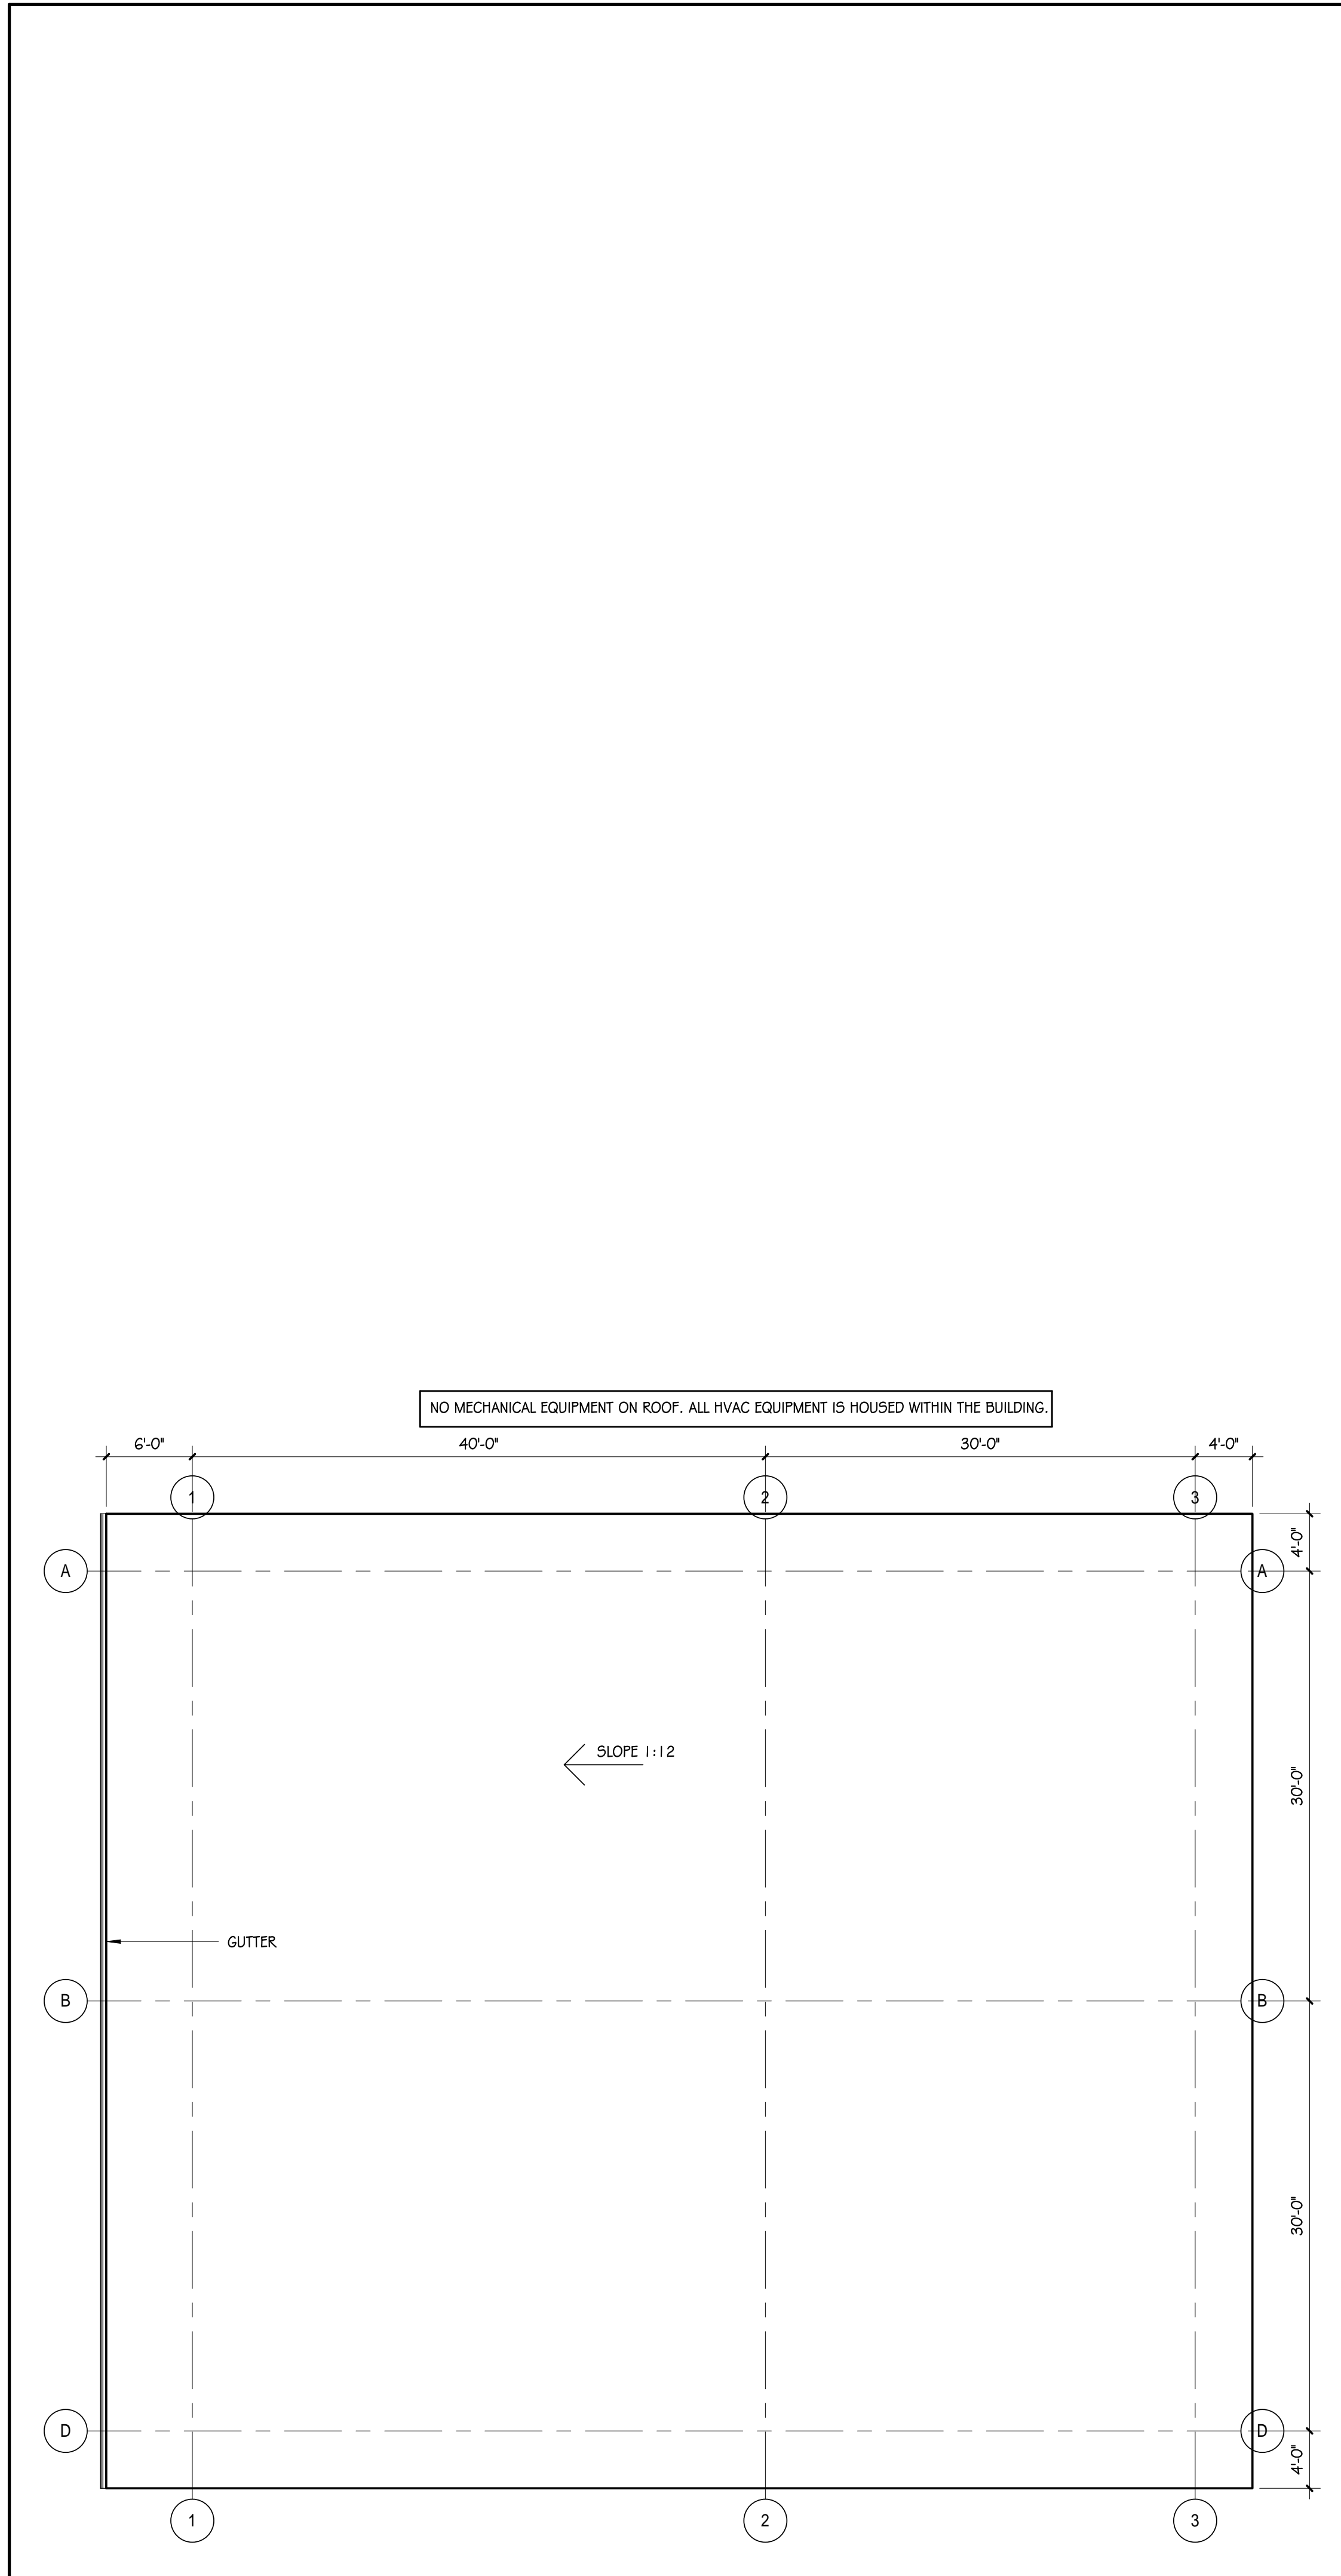 NO MECHANICAL EQUIPMENT ON ROOF. ALL HVAC EQUIPMENT IS HOUSED WITHIN THE BUILDING.
6'-0" 40'-0" 30'-0" 4'-0"
1 2 3
4'-0"
A A
SLOPE 1:12
30'-0"
GUTTER
B B
30'-0"
D D
4'-0"
1 2 3